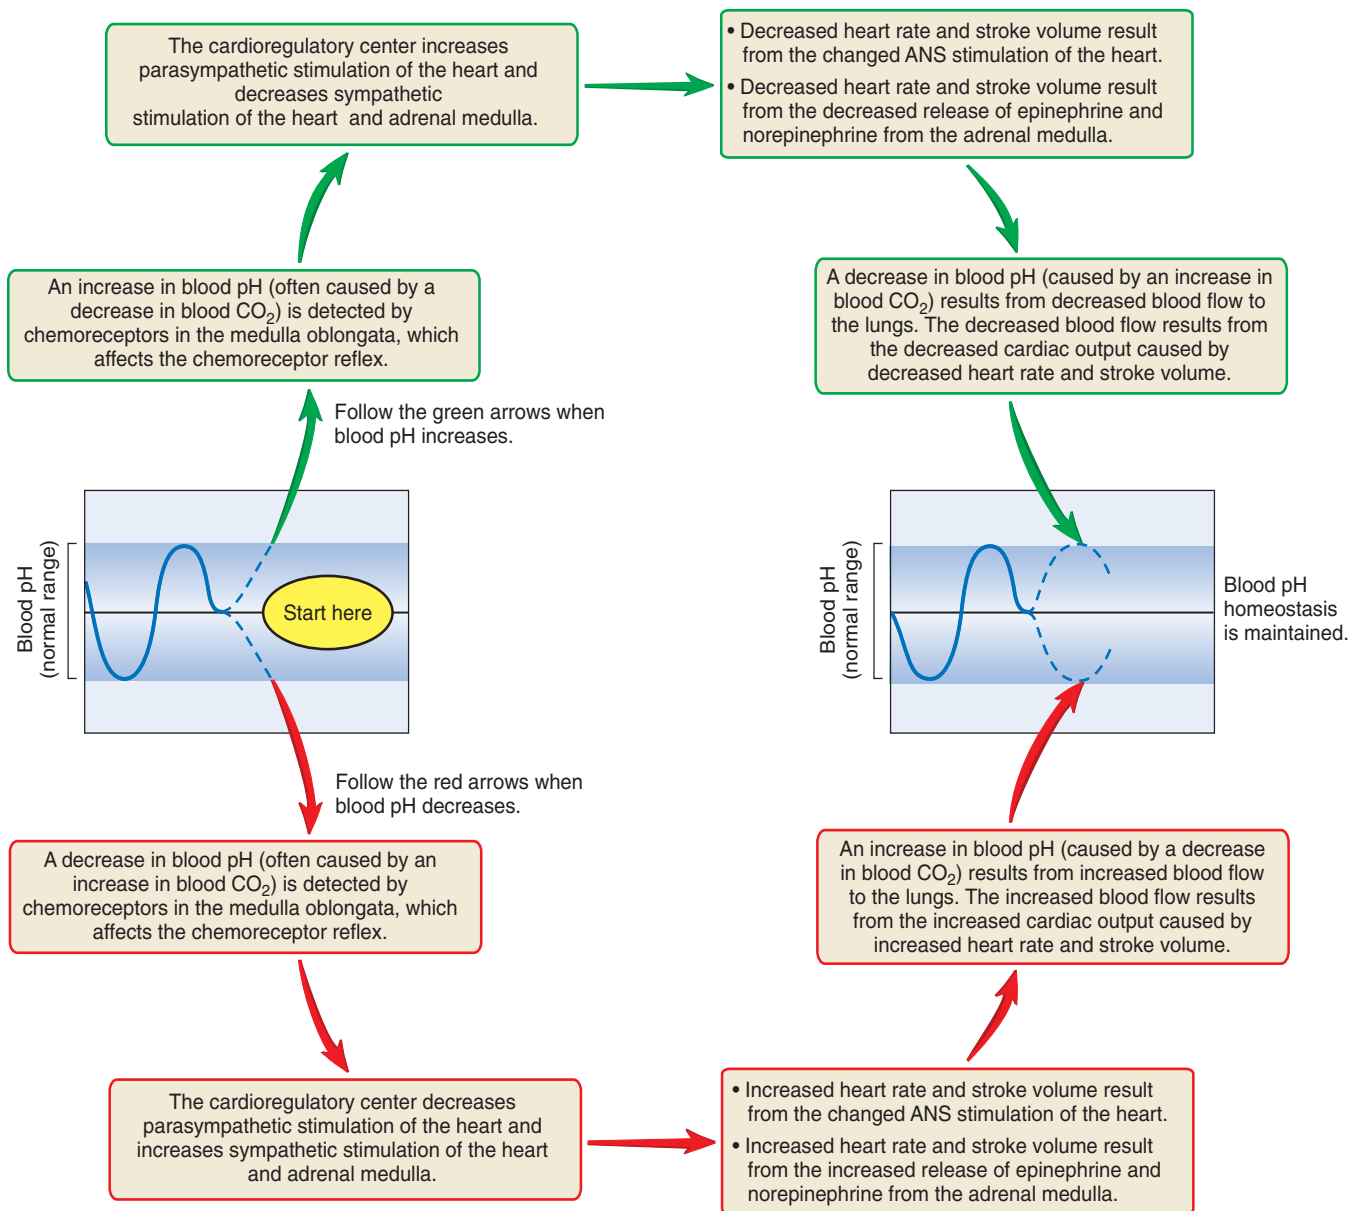 The cardioregulatory center increases
parasympathetic stimulation of the heart and
decreases sympathetic
stimulation of the heart and adrenal medulla.
• Decreased heart rate and stroke volume result
from the changed ANS stimulation of the heart.
• Decreased heart rate and stroke volume result
from the decreased release of epinephrine and
norepinephrine from the adrenal medulla.
An increase in blood pH (often caused by a
decrease in blood CO₂) is detected by
chemoreceptors in the medulla oblongata, which
affects the chemoreceptor reflex.
A decrease in blood pH (caused by an increase in
blood CO₂) results from decreased blood flow to
the lungs. The decreased blood flow results from
the decreased cardiac output caused by
decreased heart rate and stroke volume.
Follow the green arrows when
blood pH increases.
Blood pH
(normal range)
Start here
Blood pH
(normal range)
Blood pH
homeostasis
is maintained.
Follow the red arrows when
blood pH decreases.
A decrease in blood pH (often caused by an
increase in blood CO₂) is detected by
chemoreceptors in the medulla oblongata, which
affects the chemoreceptor reflex.
An increase in blood pH (caused by a decrease
in blood CO₂) results from increased blood flow
to the lungs. The increased blood flow results
from the increased cardiac output caused by
increased heart rate and stroke volume.
The cardioregulatory center decreases
parasympathetic stimulation of the heart and
increases sympathetic stimulation of the heart
and adrenal medulla.
• Increased heart rate and stroke volume result
from the changed ANS stimulation of the heart.
• Increased heart rate and stroke volume result
from the increased release of epinephrine and
norepinephrine from the adrenal medulla.